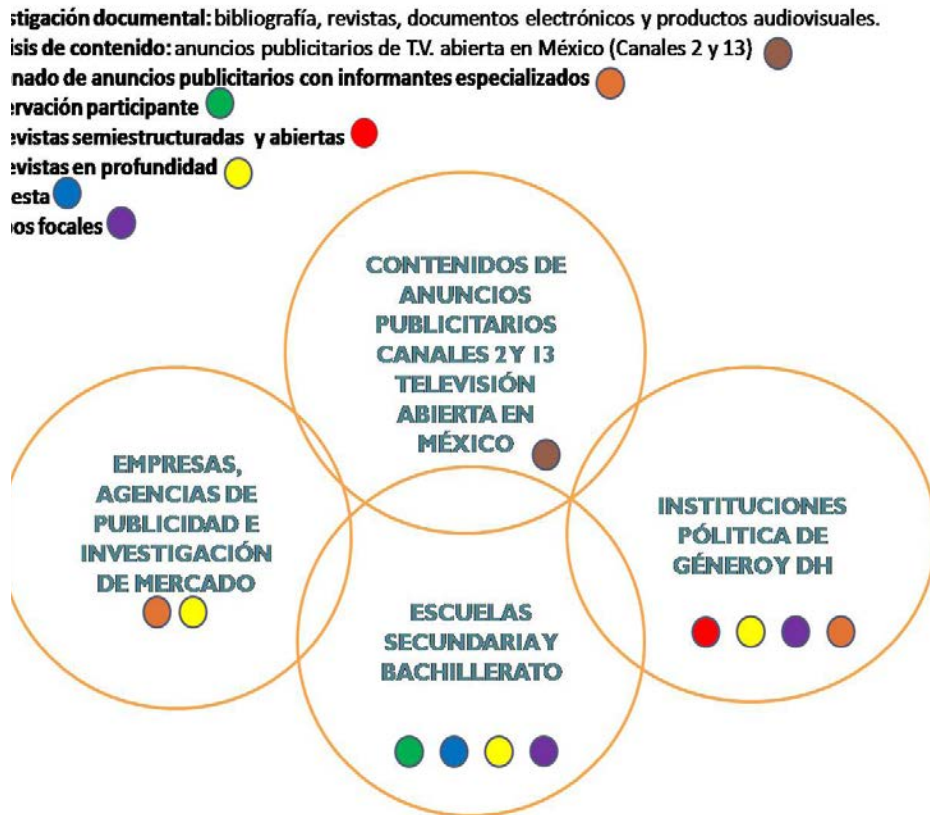 stigación documental: bibliografía, revistas, documentos electrónicos y productos audiovisuales.
isis de contenido: anuncios publicitarios de T.V. abierta en México (Canales 2 y 13)
nado de anuncios publicitarios con informantes especializados
ervación participante
evistas semiestructuradas y abiertas
evistas en profundidad
esta
os focales
CONTENIDOS DE
ANUNCIOS
PUBLICITARIOS
CANALES 2 Y 13
TELEVISIÓN
ABIERTA EN
MÉXICO
EMPRESAS,
AGENCIAS DE
PUBLICIDAD E
INVESTIGACIÓN
DE MERCADO
INSTITUCIONES
PÓLITICA DE
GÉNERO Y DH
ESCUELAS
SECUNDARIA Y
BACHILLERATO